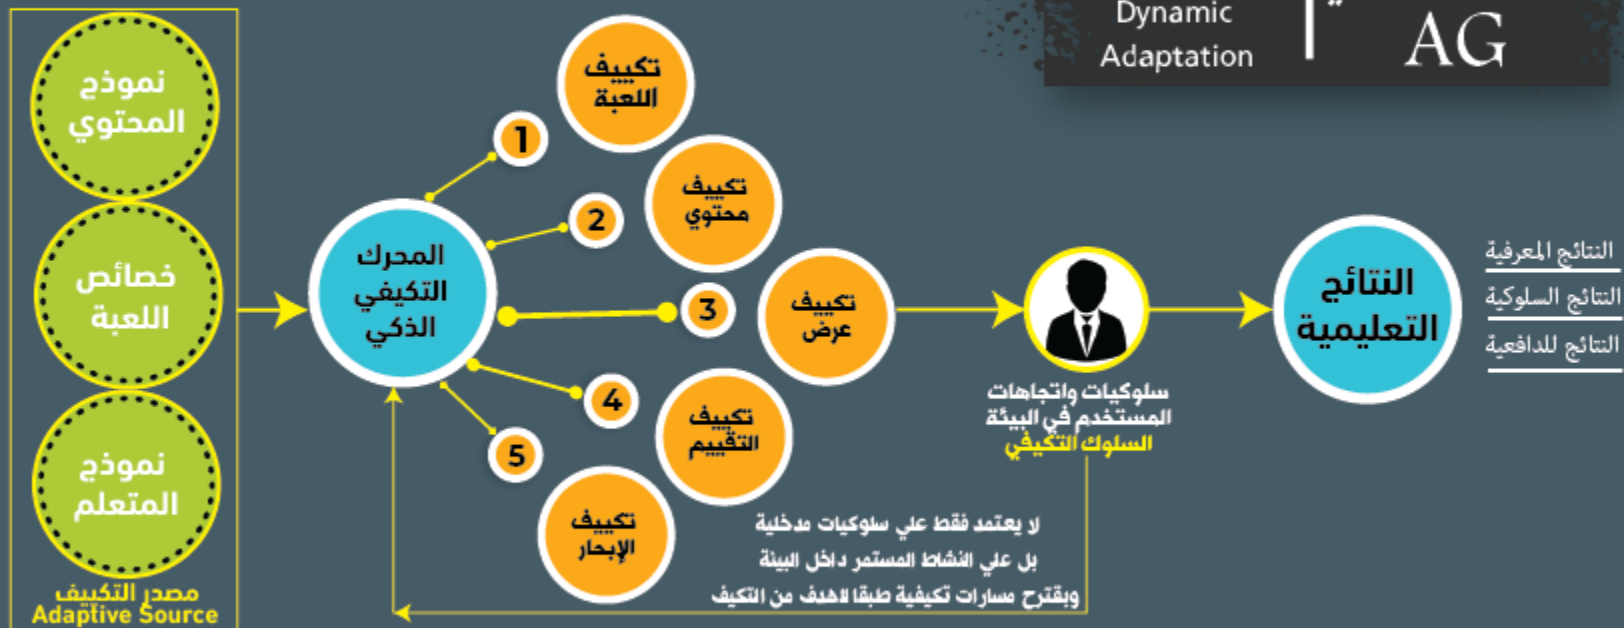 Dynamic
Adaptation
AG
نموذج
المحتوي
خصائص
اللعبة
نموذج
المتعلم
مصدر التكييف
Adaptive Source
المحرك
التكيفي
الذكي
1
تكييف
اللعبة
2
تكييف
محتوي
3
تكييف
عرض
4
تكييف
التقييم
5
تكييف
الإبحار
سلوكيات واتجاهات
المستخدم في البيئة
السلوك التكيفي
لا يعتمد فقط علي سلوكيات مدخلية
بل علي النشاط المستمر داخل البيئة
ويقترح مسارات تكيفية طبقا لاهدف من التكيف
النتائج
التعليمية
النتائج المعرفية
النتائج السلوكية
النتائج للدافعية